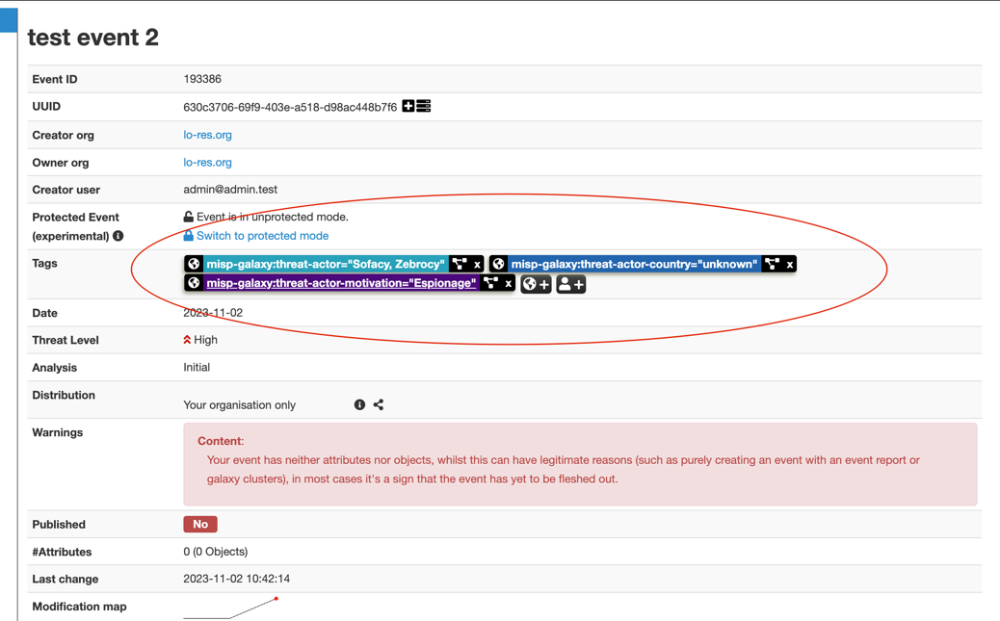 test event 2
Event ID 193386
UUID 630c3706-69f9-403e-a518-d98ac448b7f6
Creator org lo-res.org
Owner org lo-res.org
Creator user admin@admin.test
Protected Event Event is in unprotected mode.
(experimental) Switch to protected mode
Tags misp-galaxy:threat-actor="Sofacy, Zebrocy" x misp-galaxy:threat-actor-country="unknown" x
misp-galaxy:threat-actor-motivation="Espionage" x + +
Date 2023-11-02
Threat Level High
Analysis Initial
Distribution Your organisation only
Warnings Content:
Your event has neither attributes nor objects, whilst this can have legitimate reasons (such as purely creating an event with an event report or
galaxy clusters), in most cases it's a sign that the event has yet to be fleshed out.
Published No
#Attributes 0 (0 Objects)
Last change 2023-11-02 10:42:14
Modification map